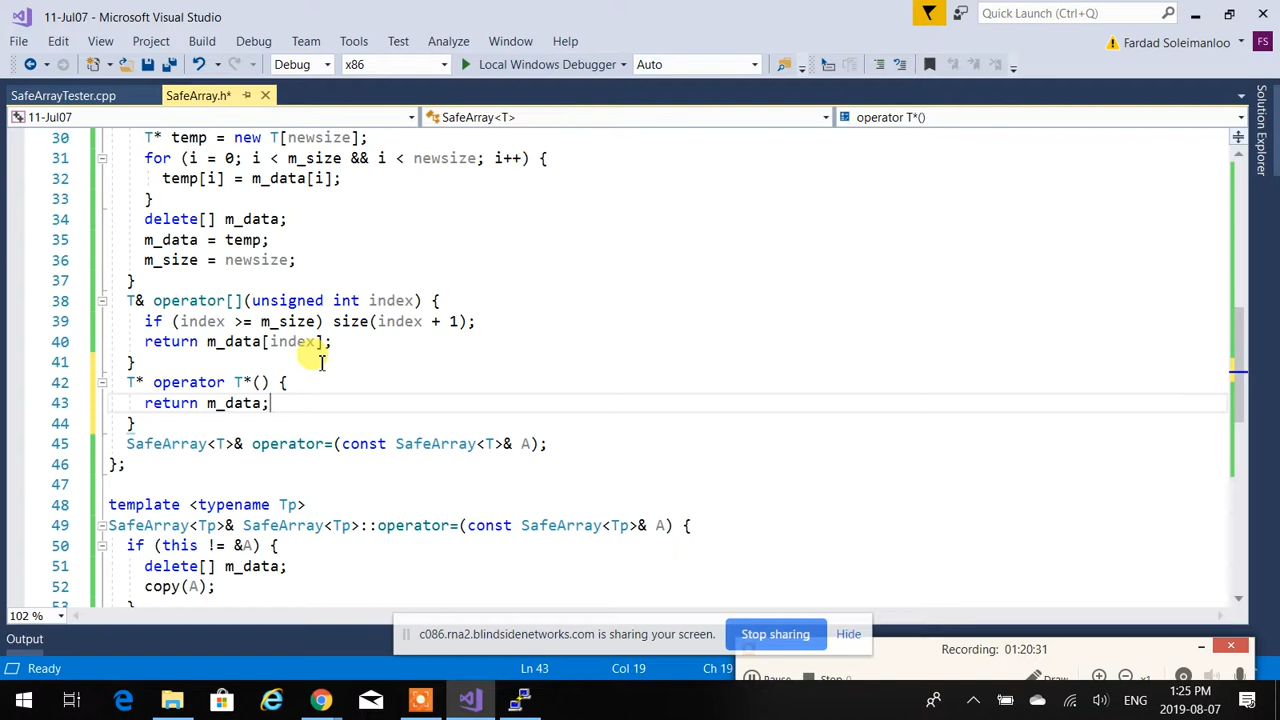 11-Jul07 - Microsoft Visual Studio
Quick Launch (Ctrl+Q)
File Edit View Project Build Debug Team Tools Test Analyze Window Help
Fardad Soleimanloo FS
Debug x86 Local Windows Debugger Auto
SafeArrayTester.cpp SafeArray.h*
11-Jul07 SafeArray<T> operator T*()
Solution Explorer
30 T* temp = new T[newsize];
31 for (i = 0; i < m_size && i < newsize; i++) {
32 temp[i] = m_data[i];
33 }
34 delete[] m_data;
35 m_data = temp;
36 m_size = newsize;
37 }
38 T& operator[](unsigned int index) {
39 if (index >= m_size) size(index + 1);
40 return m_data[index];
41 }
42 T* operator T*() {
43 return m_data;
44 }
45 SafeArray<T>& operator=(const SafeArray<T>& A);
46 };
47
48 template <typename Tp>
49 SafeArray<Tp>& SafeArray<Tp>::operator=(const SafeArray<Tp>& A) {
50 if (this != &A) {
51 delete[] m_data;
52 copy(A);
53 }
102 %
Output
c086.rna2.blindsidenetworks.com is sharing your screen. Stop sharing Hide
Recording: 01:20:31
Ready Ln 43 Col 19 Ch 19
Pause Stop Draw x1
ENG 1:25 PM
2019-08-07